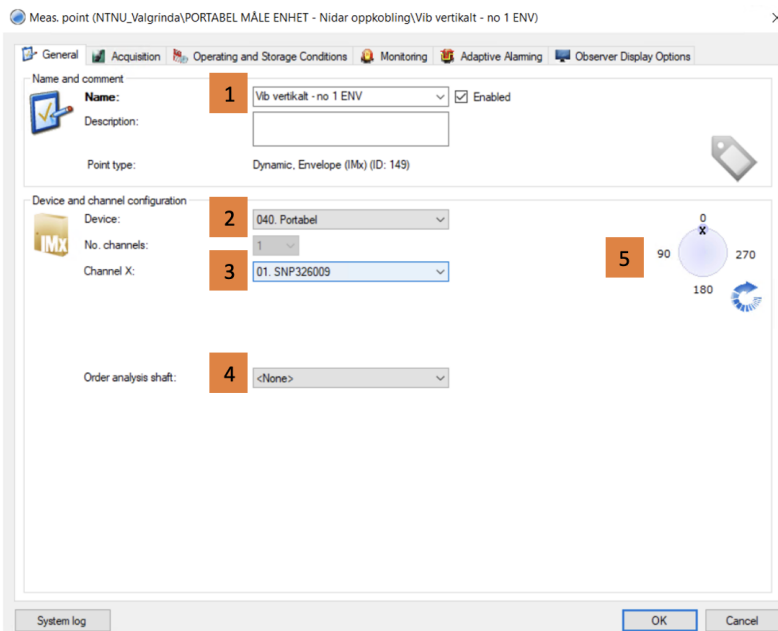 Meas. point (NTNU_Valgrinda\PORTABEL MÅLE ENHET - Nidar oppkobling\Vib vertikalt - no 1 ENV)
General Acquisition Operating and Storage Conditions Monitoring Adaptive Alarming Observer Display Options
Name and comment
Name: 1 Vib vertikalt - no 1 ENV Enabled
Description:
Point type: Dynamic, Envelope (IMx) (ID: 149)
Device and channel configuration
IMx
Device: 2 040. Portabel
No. channels: 1
Channel X: 3 01. SNP326009
5
0
X
90 270
180
Order analysis shaft: 4 <None>
System log OK Cancel